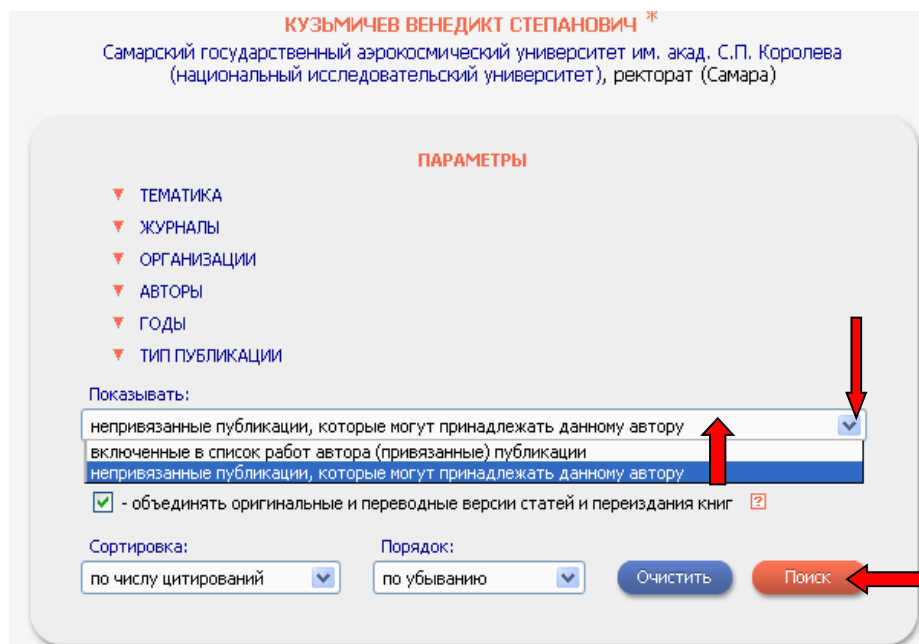 КУЗЬМИЧЕВ ВЕНЕДИКТ СТЕПАНОВИЧ *
Самарский государственный аэрокосмический университет им. акад. С.П. Королева
(национальный исследовательский университет), ректорат (Самара)
ПАРАМЕТРЫ
ТЕМАТИКА
ЖУРНАЛЫ
ОРГАНИЗАЦИИ
АВТОРЫ
ГОДЫ
ТИП ПУБЛИКАЦИИ
Показывать:
непривязанные публикации, которые могут принадлежать данному автору
включенные в список работ автора (привязанные) публикации
непривязанные публикации, которые могут принадлежать данному автору
- объединять оригинальные и переводные версии статей и переиздания книг ?
Сортировка: Порядок:
по числу цитирований по убыванию Очистить Поиск